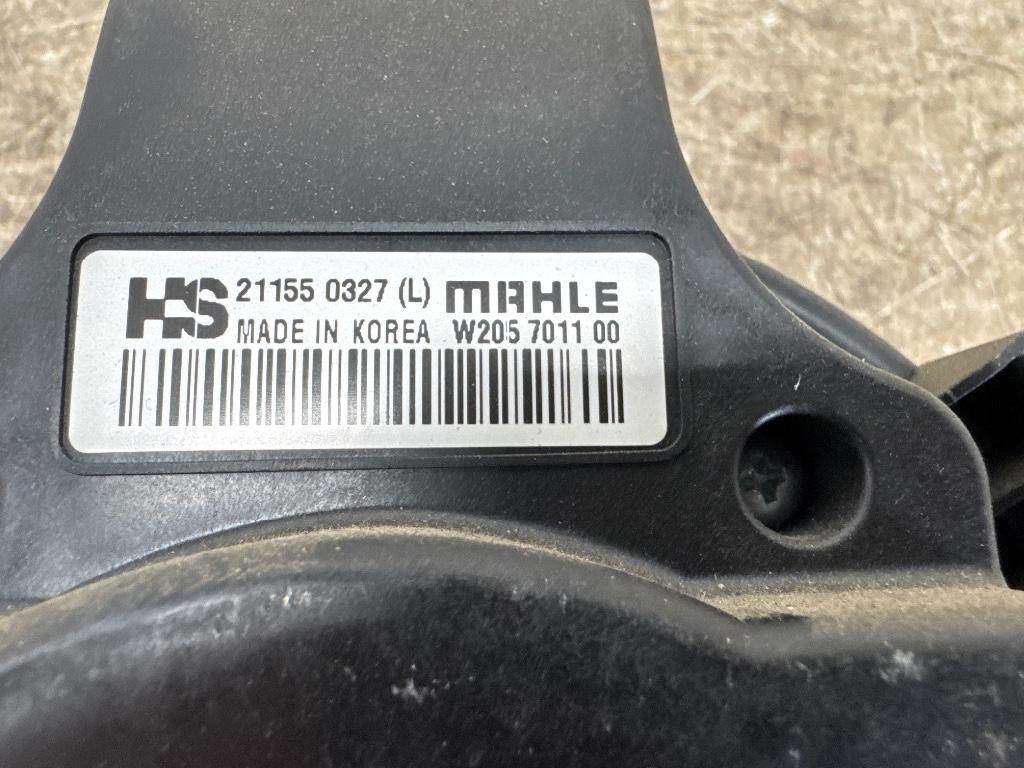 HS 21155 0327 (L) MAHLE
MADE IN KOREA W205 7011 00